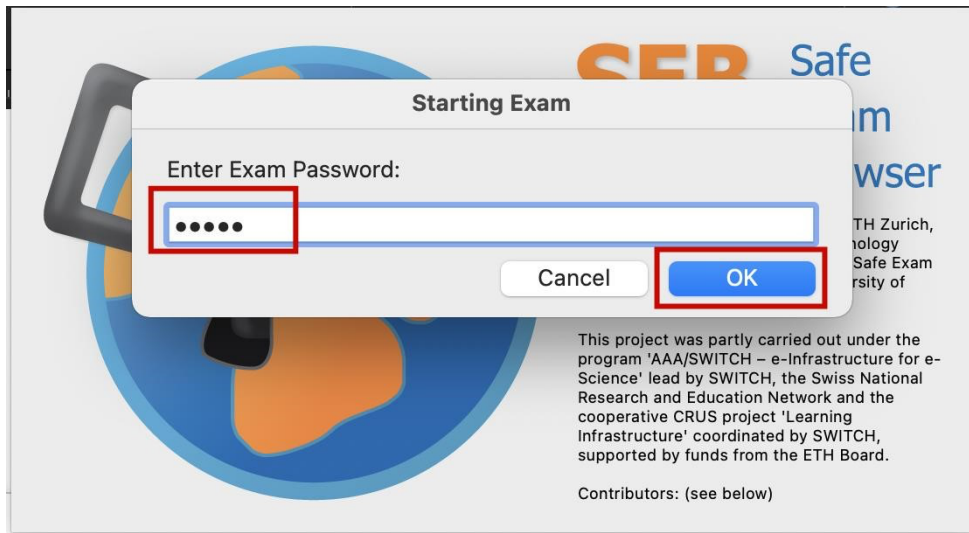 SEB
Safe
am
wser
Starting Exam
Enter Exam Password:
•••••
Cancel
OK
TH Zurich,
nology
Safe Exam
rsity of
This project was partly carried out under the
program 'AAA/SWITCH – e-Infrastructure for e-
Science' lead by SWITCH, the Swiss National
Research and Education Network and the
cooperative CRUS project 'Learning
Infrastructure' coordinated by SWITCH,
supported by funds from the ETH Board.
Contributors: (see below)